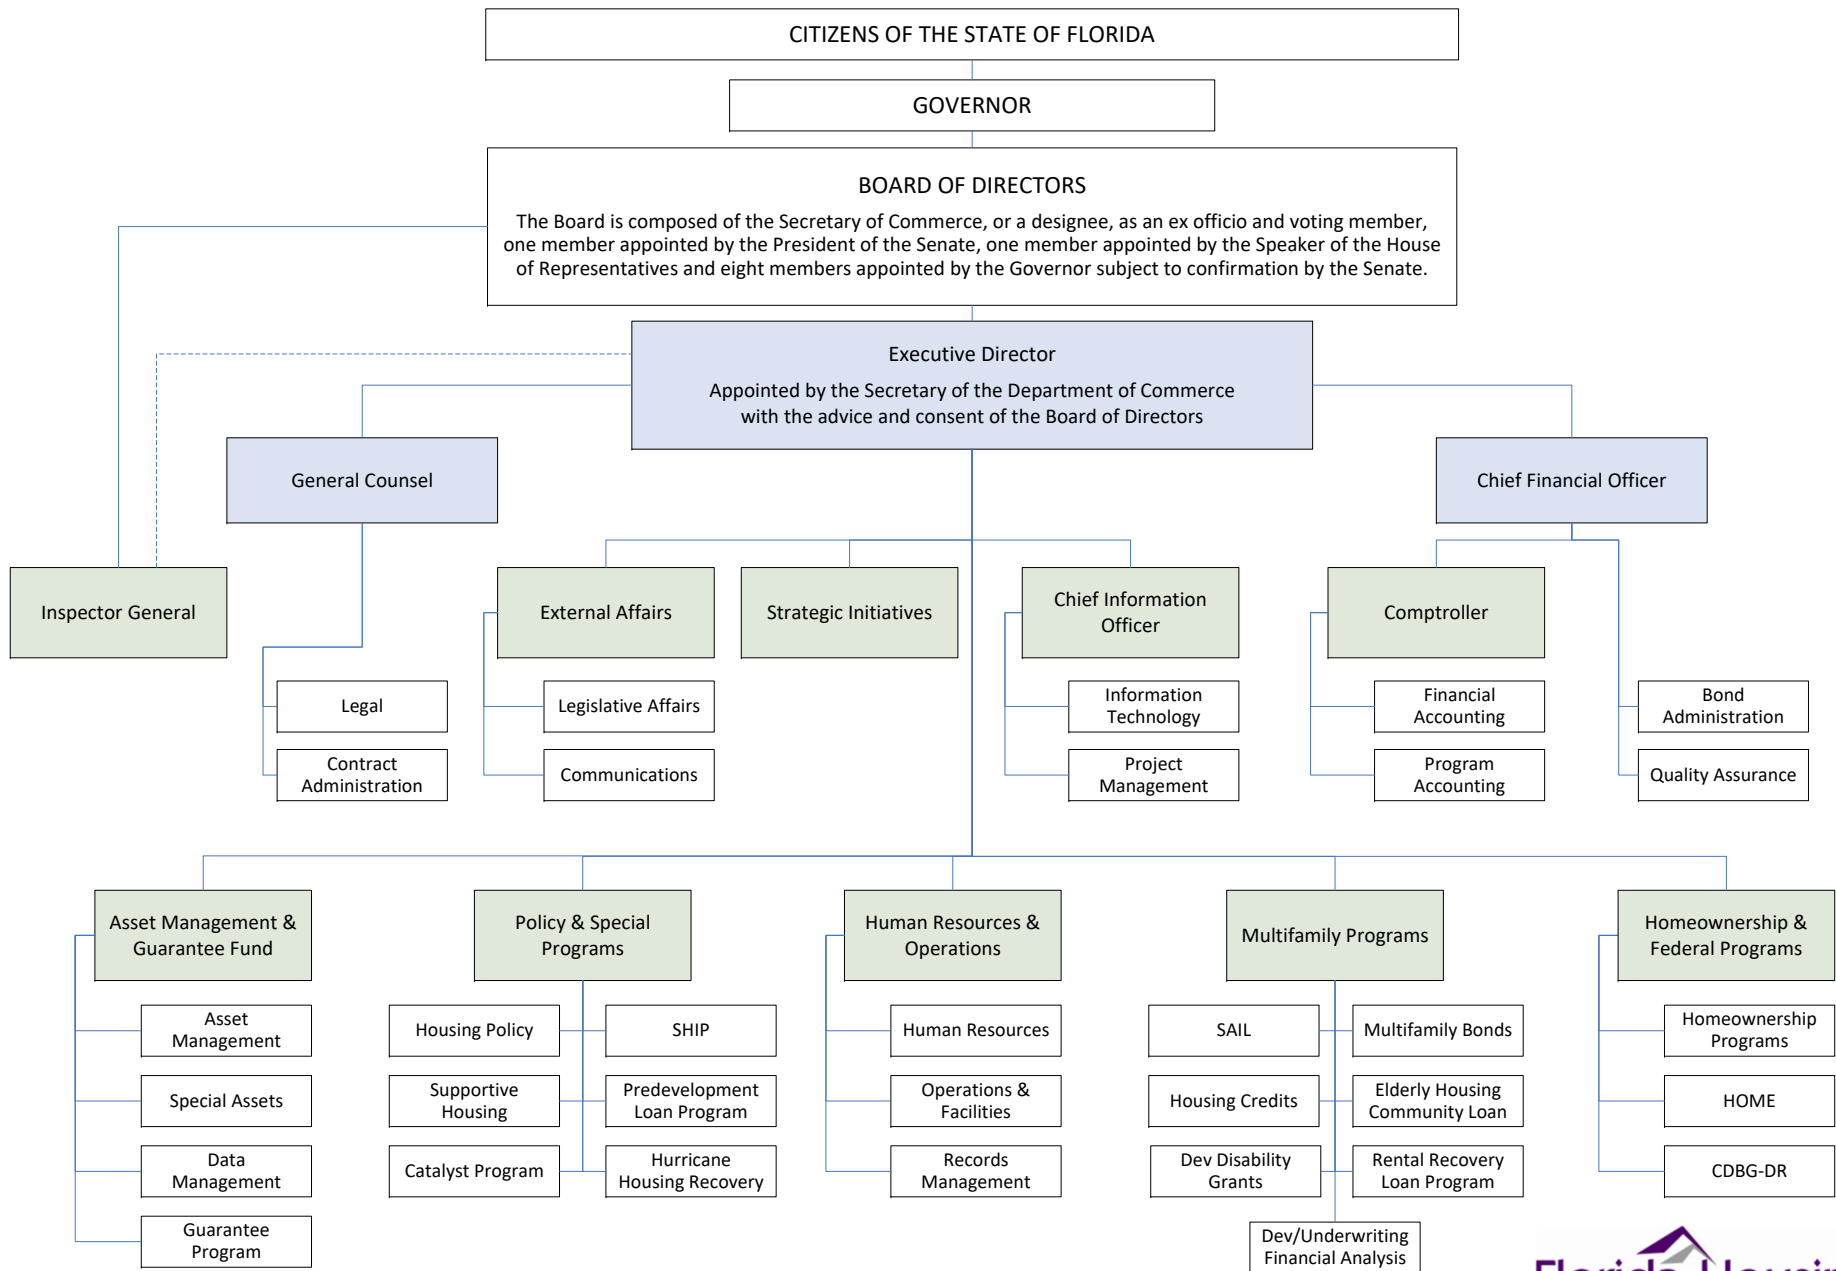 CITIZENS OF THE STATE OF FLORIDA
GOVERNOR
BOARD OF DIRECTORS
The Board is composed of the Secretary of Commerce, or a designee, as an ex officio and voting member,
one member appointed by the President of the Senate, one member appointed by the Speaker of the House
of Representatives and eight members appointed by the Governor subject to confirmation by the Senate.
Executive Director
Appointed by the Secretary of the Department of Commerce
with the advice and consent of the Board of Directors
General Counsel
Chief Financial Officer
Inspector General
External Affairs
Strategic Initiatives
Chief Information
Officer
Comptroller
Legal
Legislative Affairs
Information
Technology
Financial
Accounting
Bond
Administration
Contract
Administration
Communications
Project
Management
Program
Accounting
Quality Assurance
Asset Management &
Guarantee Fund
Policy & Special
Programs
Human Resources &
Operations
Multifamily Programs
Homeownership &
Federal Programs
Asset
Management
Housing Policy
SHIP
Human Resources
SAIL
Multifamily Bonds
Homeownership
Programs
Special Assets
Supportive
Housing
Predevelopment
Loan Program
Operations &
Facilities
Housing Credits
Elderly Housing
Community Loan
HOME
Data
Management
Catalyst Program
Hurricane
Housing Recovery
Records
Management
Dev Disability
Grants
Rental Recovery
Loan Program
CDBG-DR
Guarantee
Program
Dev/Underwriting
Financial Analysis
Florida